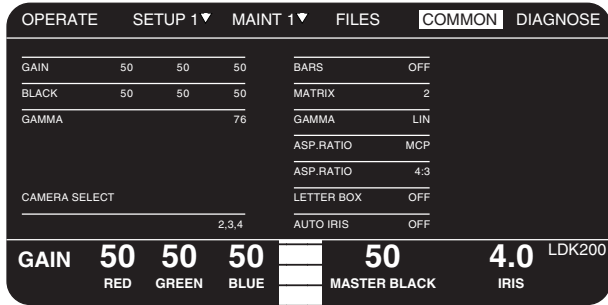 OPERATE SETUP 1▼ MAINT 1▼ FILES COMMON DIAGNOSE
GAIN 50 50 50 BARS OFF
BLACK 50 50 50 MATRIX 2
GAMMA 76 GAMMA LIN
ASP.RATIO MCP
ASP.RATIO 4:3
CAMERA SELECT LETTER BOX OFF
2,3,4 AUTO IRIS OFF
GAIN 50 50 50 50 4.0 LDK200
RED GREEN BLUE MASTER BLACK IRIS